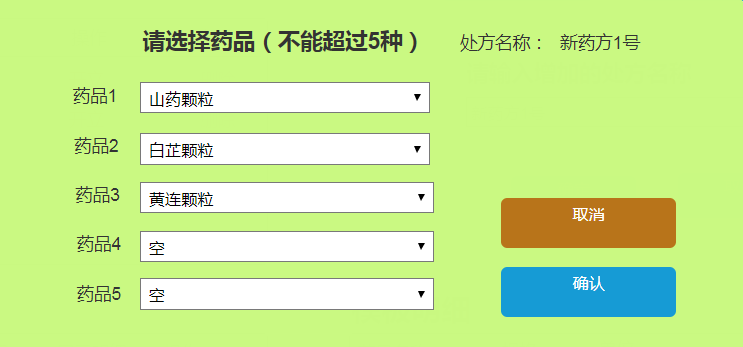 请选择药品（不能超过5种） 处方名称： 新药方1号
药品1 山药颗粒
药品2 白芷颗粒
药品3 黄连颗粒
取消
药品4 空
确认
药品5 空